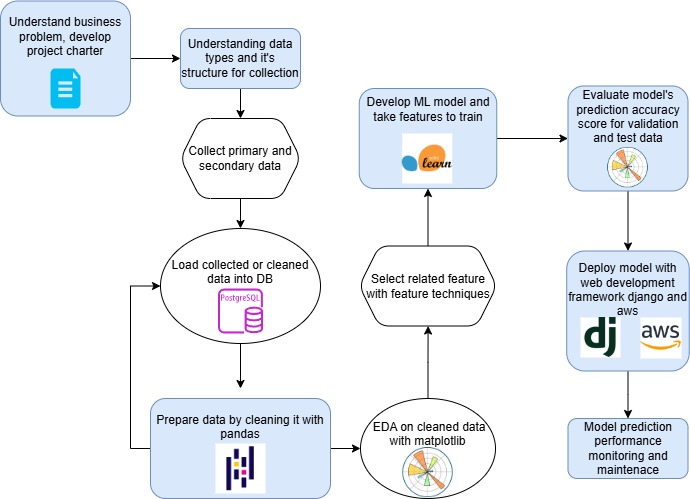 Understand business
problem, develop
project charter
Understanding data
types and it's
structure for collection
Collect primary and
secondary data
Load collected or cleaned
data into DB
PostgreSQL
Prepare data by cleaning it with
pandas
EDA on cleaned data
with matplotlib
Select related feature
with feature techniques
Develop ML model and
take features to train
learn
Evaluate model's
prediction accuracy
score for validation
and test data
Deploy model with
web development
framework django and
aws
dj
aws
Model prediction
performance
monitoring and
maintenace